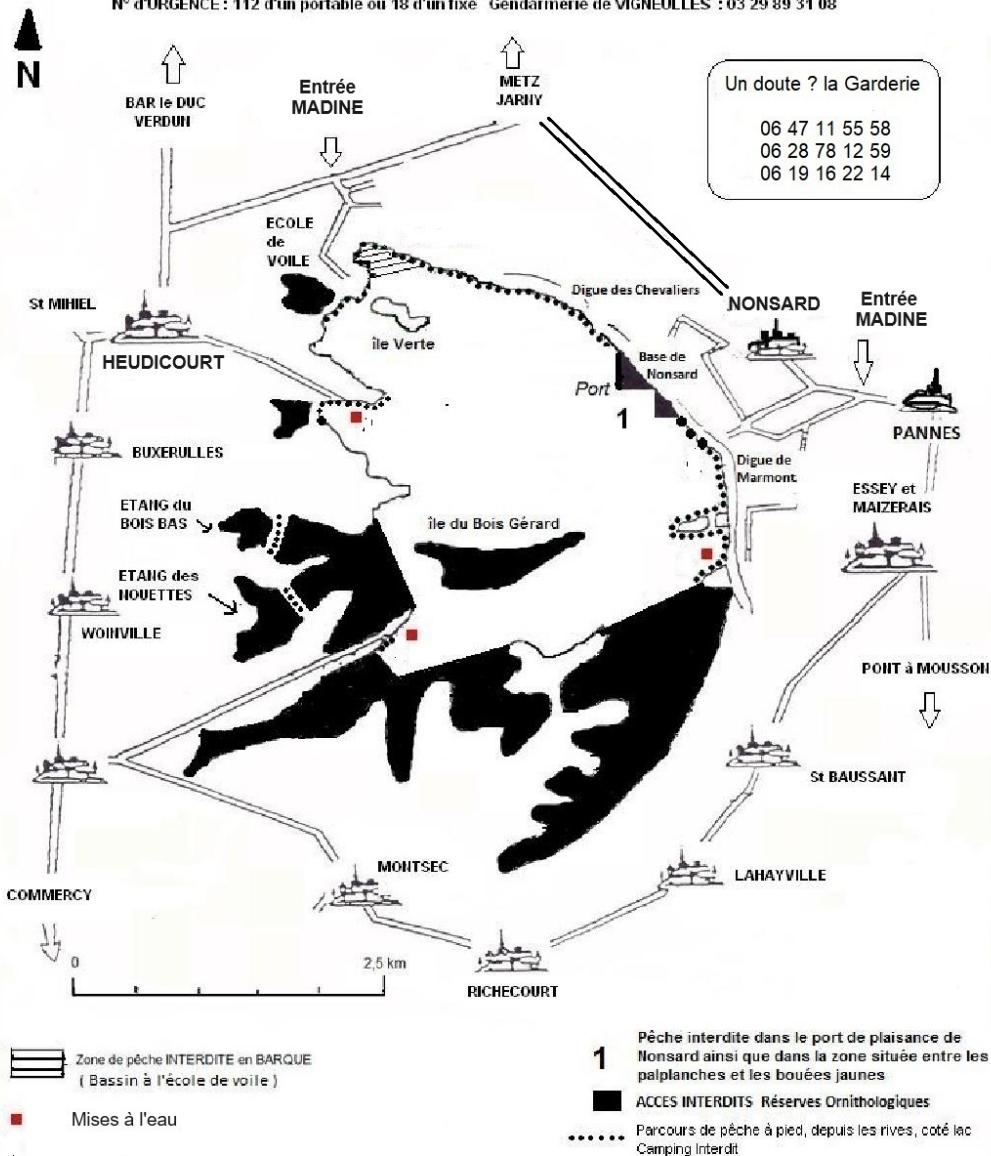 N° d'URGENCE : 112 d'un portable ou 18 d'un fixe Gendarmerie de VIGNEULLES : 03 29 89 31 08
N
BAR le DUC
VERDUN
Entrée
MADINE
METZ
JARNY
Un doute ? la Garderie
06 47 11 55 58
06 28 78 12 59
06 19 16 22 14
ECOLE
de
VOILE
St MIHIEL
HEUDICOURT
île Verte
Digue des Chevaliers
NONSARD
Entrée
MADINE
Base de
Nonsard
Port
1
PANNES
BUXERULLES
Digue de
Marmont
ESSEY et
MAIZERAIS
ETANG du
BOIS BAS
île du Bois Gérard
ETANG des
NOUETTES
WOINVILLE
PONT à MOUSSON
St BAUSSANT
MONTSEC
LAHAYVILLE
COMMERCY
RICHECOURT
0
2,5 km
Zone de pêche INTERDITE en BARQUE
( Bassin à l'école de voile )
Mises à l'eau
1
Pêche interdite dans le port de plaisance de
Nonsard ainsi que dans la zone située entre les
palplanches et les bouées jaunes
ACCES INTERDITS Réserves Ornithologiques
Parcours de pêche à pied, depuis les rives, coté lac
Camping Interdit